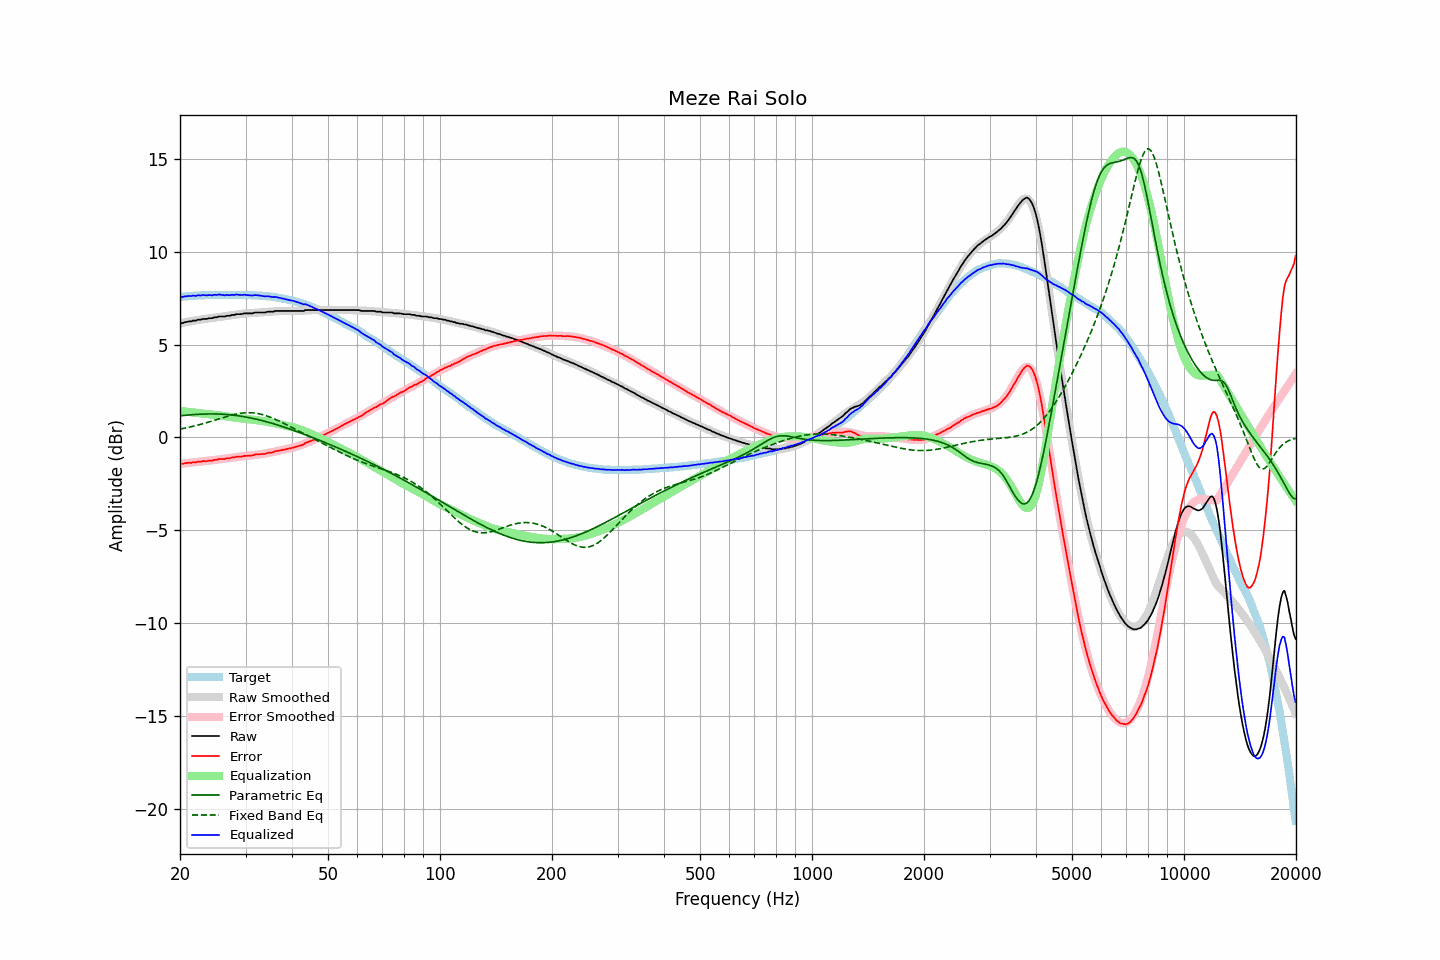 Meze Rai Solo
Amplitude (dBr)
15
10
5
0
−5
−10
−15
−20
Target
Raw Smoothed
Error Smoothed
Raw
Error
Equalization
Parametric Eq
Fixed Band Eq
Equalized
20 50 100 200 500 1000 2000 5000 10000 20000
Frequency (Hz)